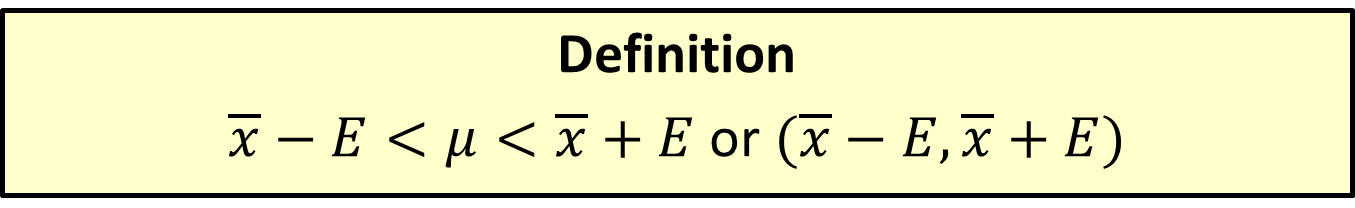 Definition
x̅ − E < μ < x̅ + E or (x̅ − E, x̅ + E)